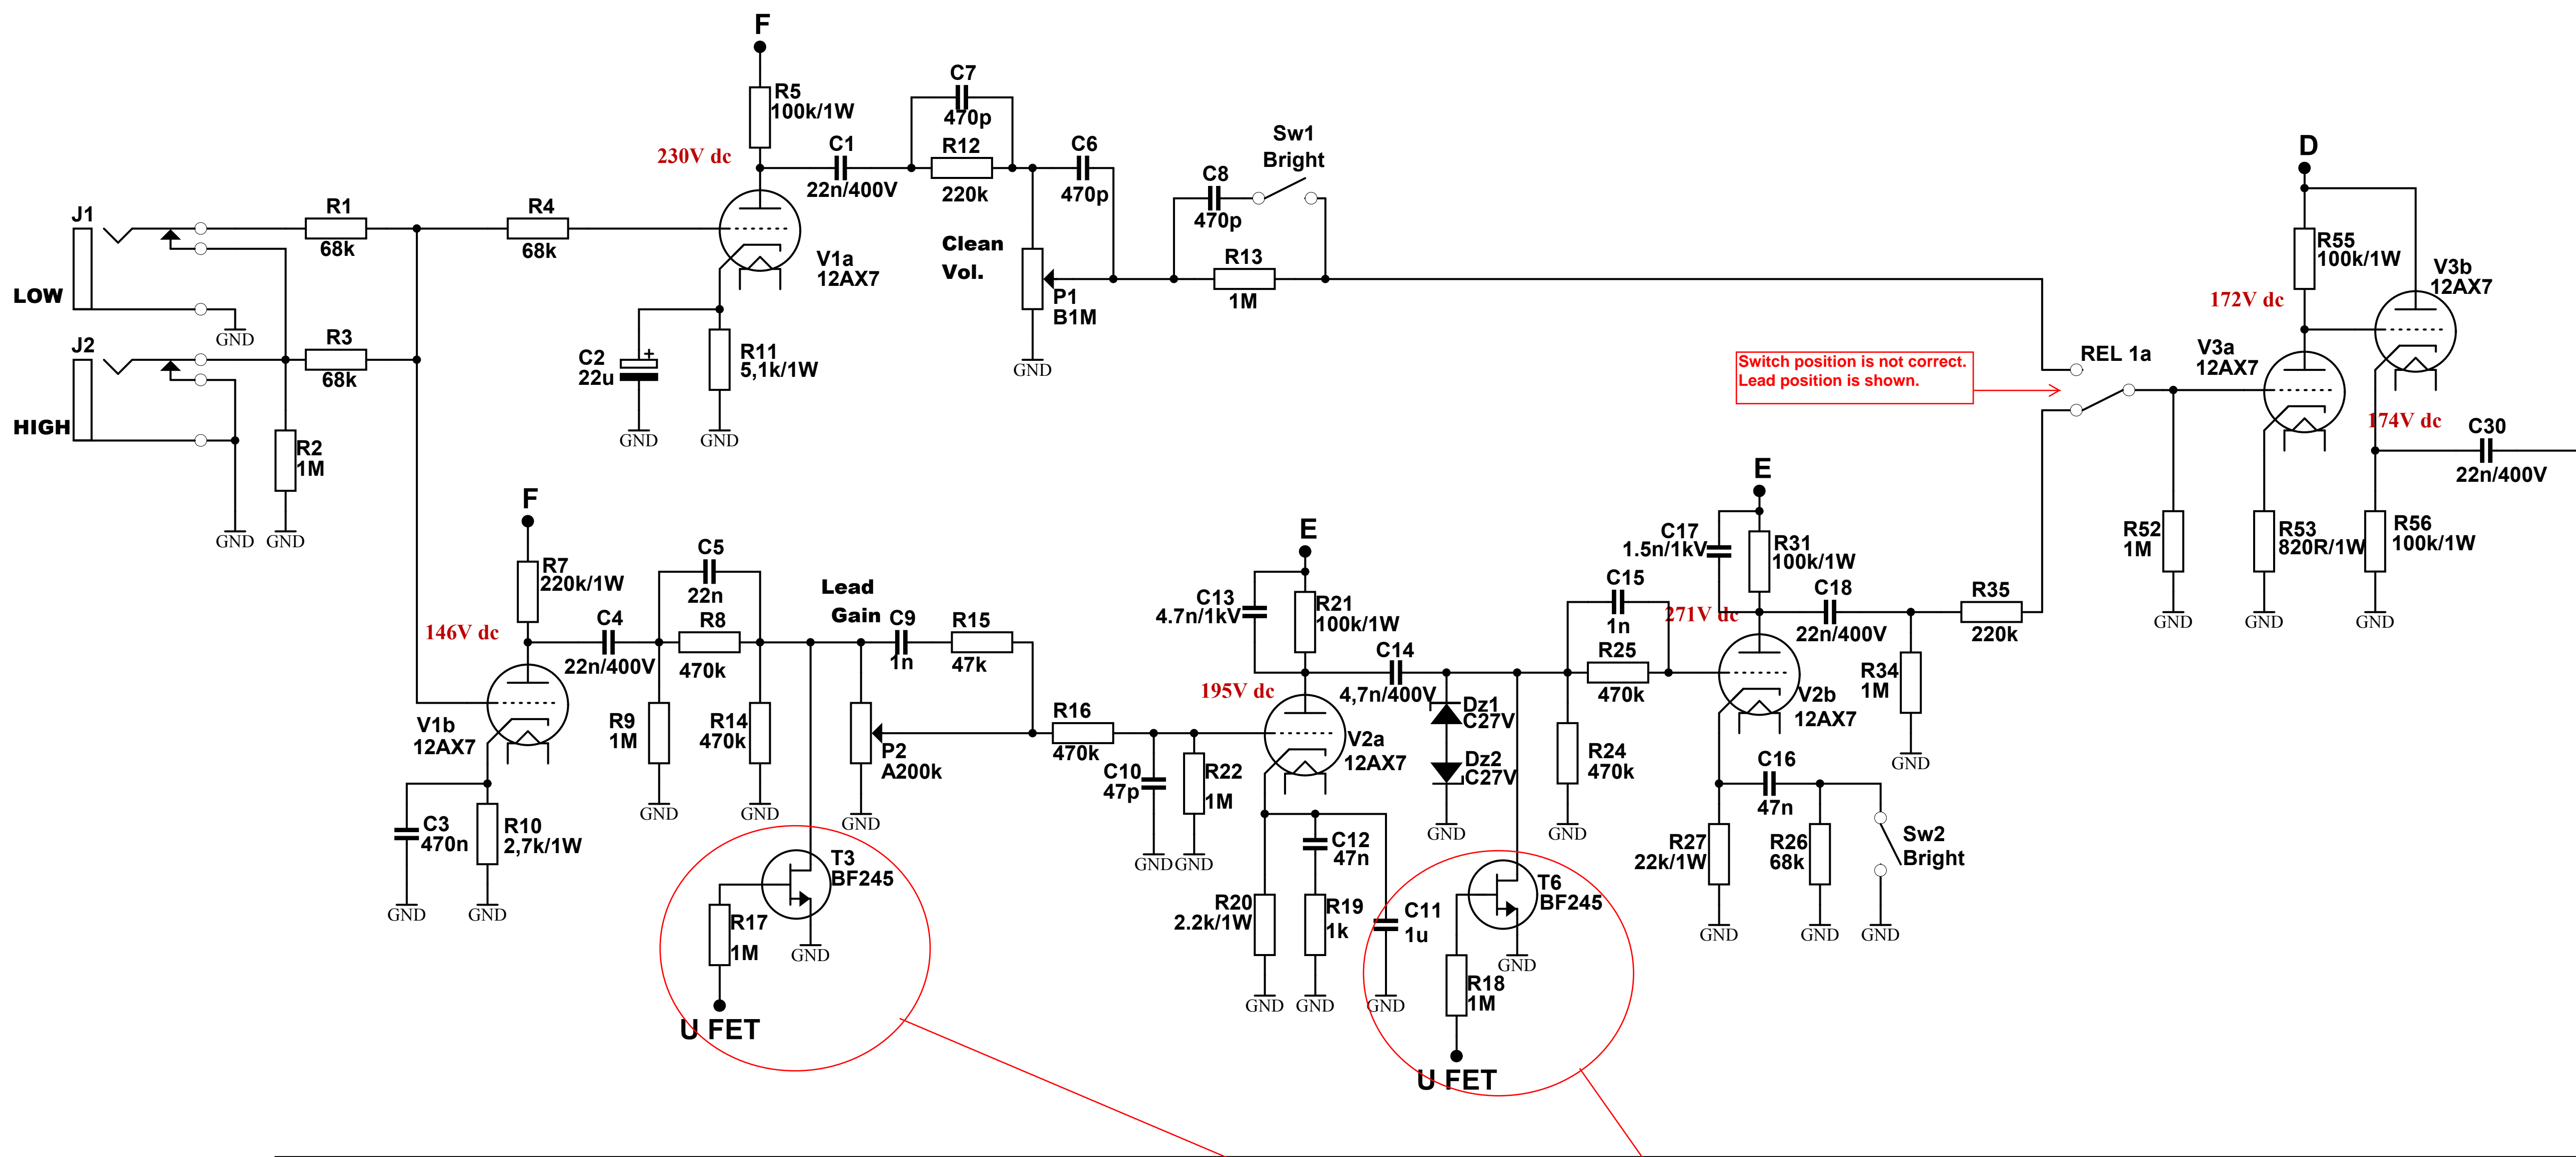 F
R5
100k/1W
230V dc
C7
470p
C1
22n/400V
R12
220k
C6
470p
Sw1
Bright
C8
470p
D
J1
R1
68k
R4
68k
V1a
12AX7
Clean
Vol.
P1
B1M
GND
R13
1M
R55
100k/1W
V3b
12AX7
172V dc
LOW
GND
J2
R3
68k
C2
+
22u
GND
R11
5,1k/1W
GND
Switch position is not correct.
Lead position is shown.
REL 1a
V3a
12AX7
174V dc
C30
22n/400V
HIGH
R2
1M
GND
GND
R52
1M
GND
R53
820R/1W
GND
R56
100k/1W
GND
F
R7
220k/1W
146V dc
C4
22n/400V
C5
22n
R8
470k
Lead
Gain
C9
1n
R15
47k
E
C13
4.7n/1kV
R21
100k/1W
195V dc
C14
4,7n/400V
C15
1n
R25
470k
E
C17
1.5n/1kV
R31
100k/1W
271V dc
C18
22n/400V
R35
220k
V1b
12AX7
R9
1M
GND
R14
470k
GND
P2
A200k
GND
R16
470k
C10
47p
GND
R22
1M
GND
V2a
12AX7
Dz1
C27V
Dz2
C27V
GND
R24
470k
GND
V2b
12AX7
R34
1M
GND
C3
470n
GND
R10
2,7k/1W
GND
T3
BF245
R17
1M
GND
U FET
C12
47n
R20
2.2k/1W
GND
R19
1k
GND
C11
1u
GND
T6
BF245
R18
1M
GND
U FET
C16
47n
R27
22k/1W
GND
R26
68k
GND
Sw2
Bright
GND